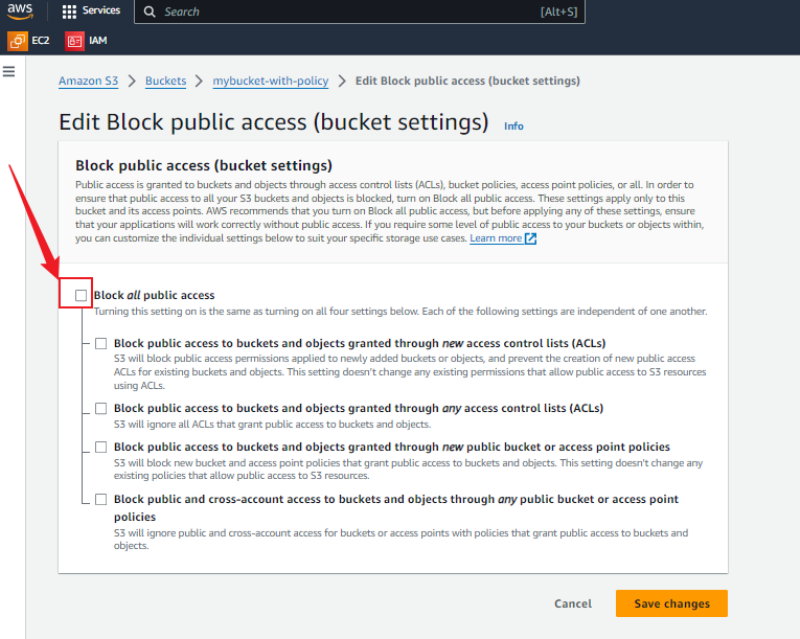 aws
Services
Search
[Alt+S]
EC2
IAM
Amazon S3 > Buckets > mybucket-with-policy > Edit Block public access (bucket settings)
Edit Block public access (bucket settings) Info
Block public access (bucket settings)
Public access is granted to buckets and objects through access control lists (ACLs), bucket policies, access point policies, or all. In order to
ensure that public access to all your S3 buckets and objects is blocked, turn on Block all public access. These settings apply only to this
bucket and its access points. AWS recommends that you turn on Block all public access, but before applying any of these settings, ensure
that your applications will work correctly without public access. If you require some level of public access to your buckets or objects within,
you can customize the individual settings below to suit your specific storage use cases. Learn more
Block all public access
Turning this setting on is the same as turning on all four settings below. Each of the following settings are independent of one another.
Block public access to buckets and objects granted through new access control lists (ACLs)
S3 will block public access permissions applied to newly added buckets or objects, and prevent the creation of new public access
ACLs for existing buckets and objects. This setting doesn't change any existing permissions that allow public access to S3 resources
using ACLs.
Block public access to buckets and objects granted through any access control lists (ACLs)
S3 will ignore all ACLs that grant public access to buckets and objects.
Block public access to buckets and objects granted through new public bucket or access point policies
S3 will block new bucket and access point policies that grant public access to buckets and objects. This setting doesn't change any
existing policies that allow public access to S3 resources.
Block public and cross-account access to buckets and objects through any public bucket or access point
policies
S3 will ignore public and cross-account access for buckets or access points with policies that grant public access to buckets and
objects.
Cancel
Save changes